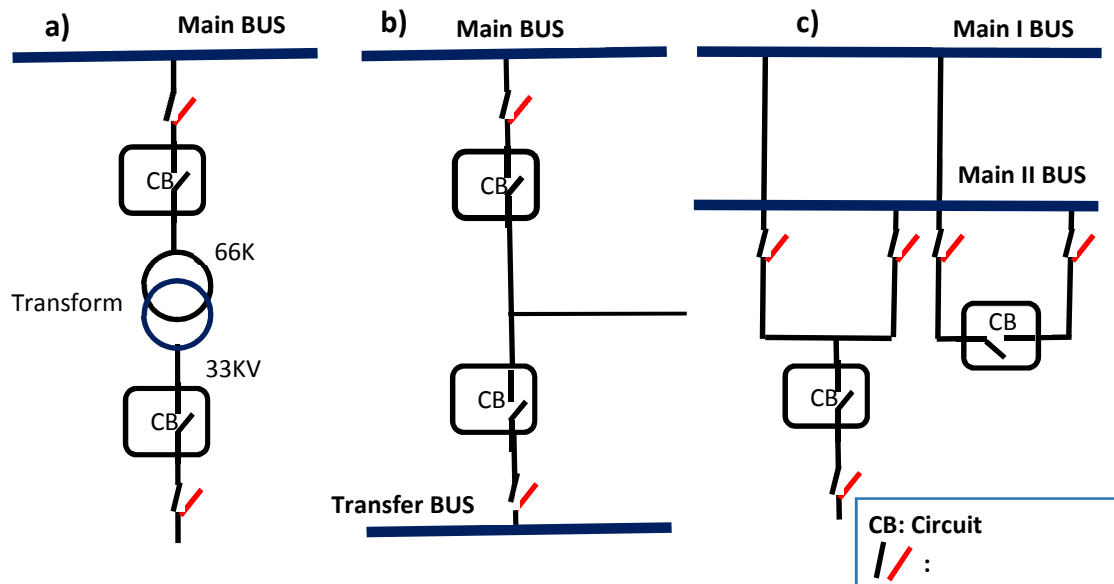 a)
Main BUS
CB
66K
Transform
33KV
CB
b)
Main BUS
CB
CB
Transfer BUS
c)
Main I BUS
Main II BUS
CB
CB
CB: Circuit
: